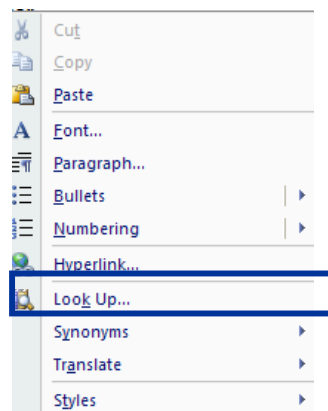 Cut
Copy
Paste
Font...
Paragraph...
Bullets
Numbering
Hyperlink...
Look Up...
Synonyms
Translate
Styles